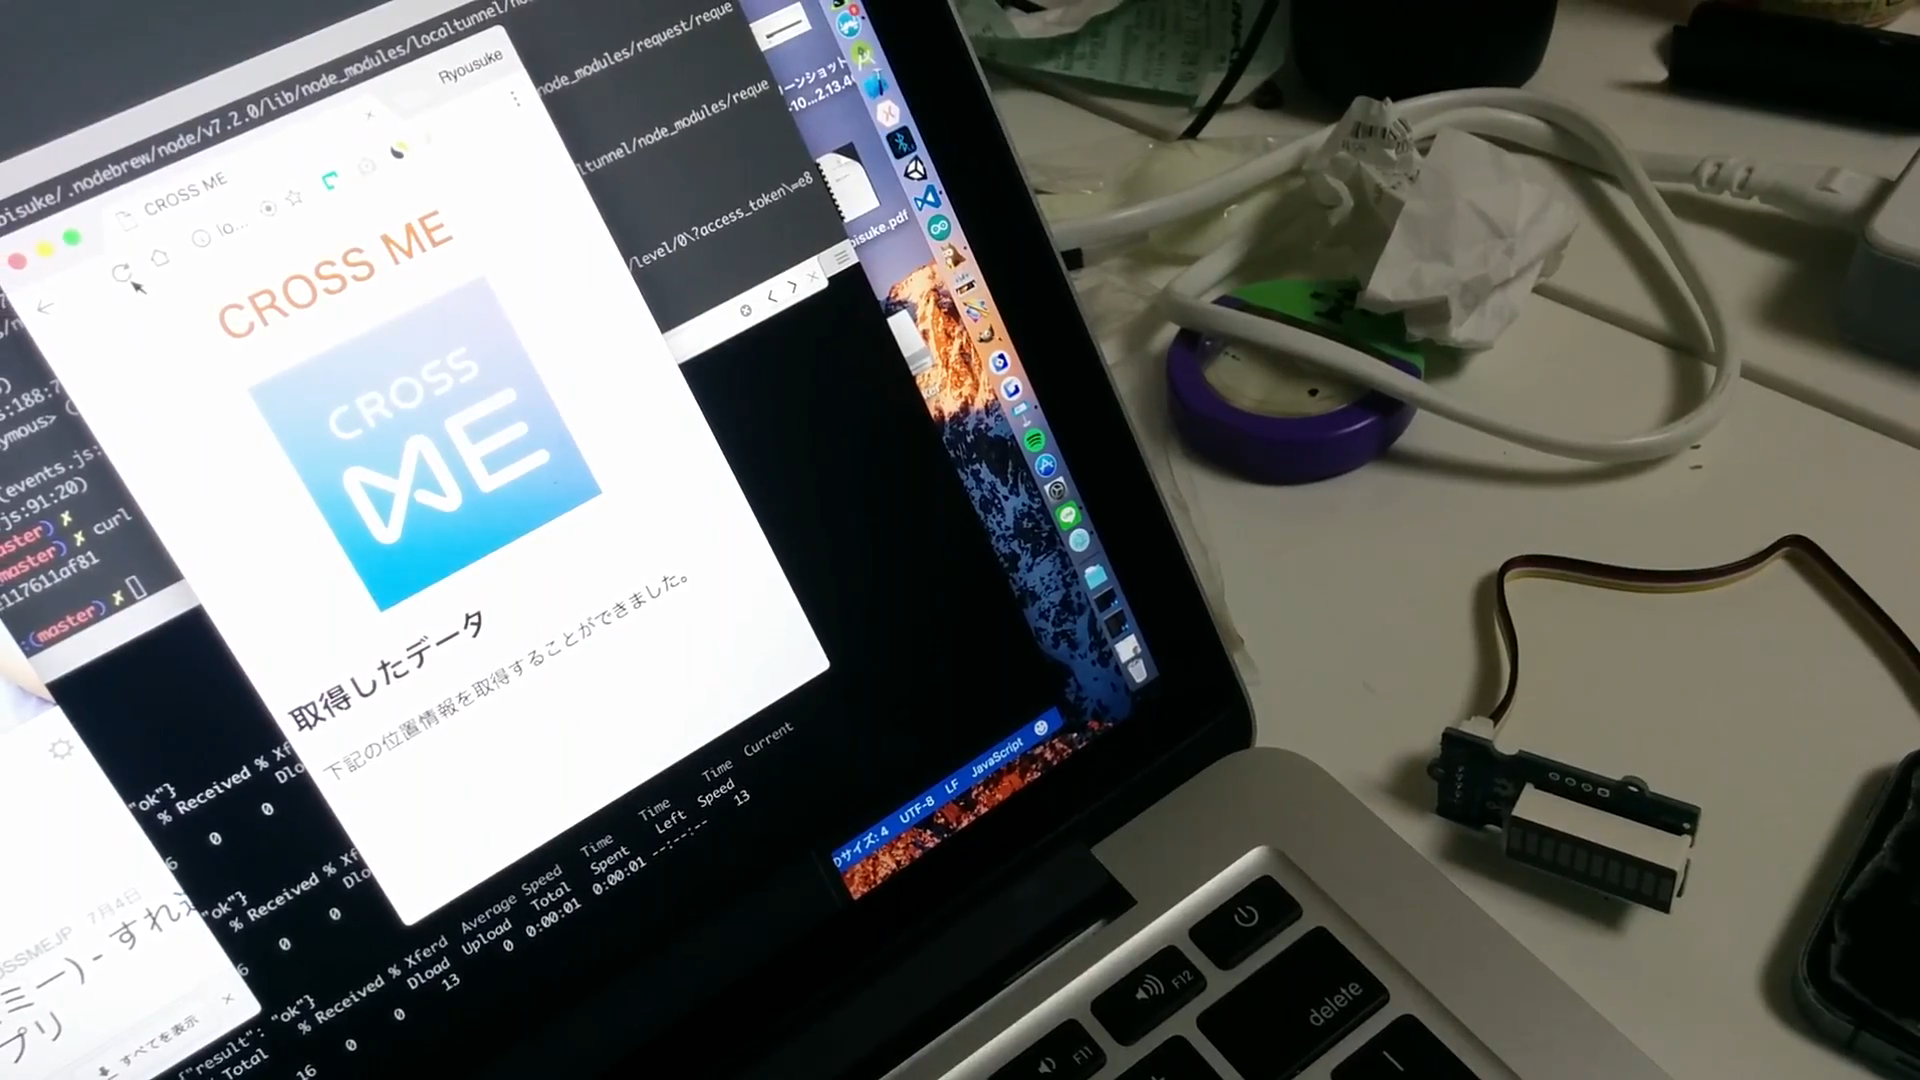 /.nodebrew/node/v7.2.0/lib/node_modules/localtunnel/
node_modules/request/reque
ltunnel/node_modules/reque
/level/0\?access_token\=e8
Ryousuke
CROSS ME
lo...
CROSS ME
CROSS
ME
取得したデータ
下記の位置情報を取得することができました。
ーンショット
-10...2.13.4
isuke.pdf
s:188:7
ymous>
(events.js:
js:91:20)
aster) ✗
master) ✗ curl
e117611af81
:(master) ✗
"ok"}
% Received % Xf
0 0 Dlo
SSMEJP 7月4日
ミー) - すれ
プリ
すべてを表示
"ok"}
% Received % Xf
0 0 Dlo
{"result": "ok"}
% Total % Received % Xferd Average Speed Time Time Time Current
Dload Upload Total Spent Left Speed
16 0 0 13 0 0:00:01 0:00:01 --:--:-- 13
サイズ: 4 UTF-8 LF JavaScript
F12
F11
delete